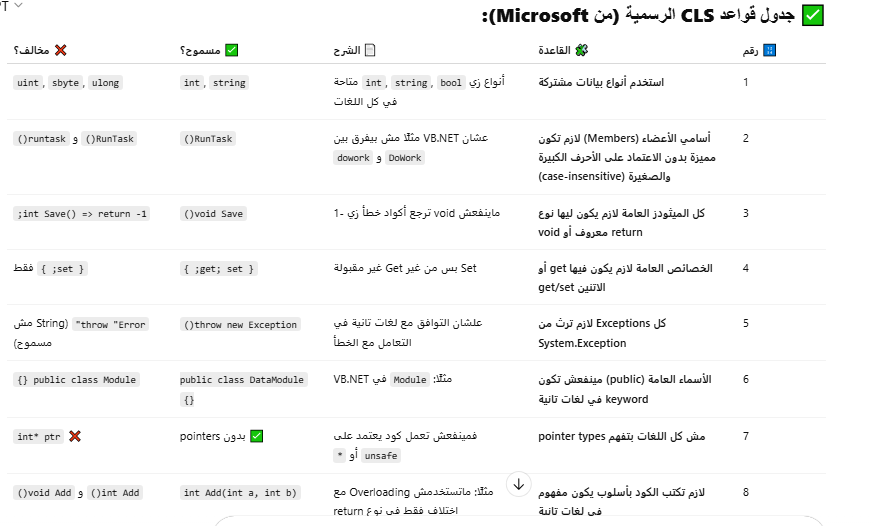 PT
✅ جدول قواعد CLS الرسمية (من Microsoft):
🔢 رقم 🧩 القاعدة 📄 الشرح ✅ مسموح؟ ❌ مخالف؟
1 استخدم أنواع بيانات مشتركة أنواع زي int, string, bool متاحة int, string uint, sbyte, ulong
في كل اللغات
2 أسامي الأعضاء (Members) لازم تكون عشان VB.NET مثلًا مش بيفرق بين RunTask() runtask() و RunTask()
مميزة بدون الاعتماد على الأحرف الكبيرة DoWork و dowork
والصغيرة (case-insensitive)
3 كل الميثودز العامة لازم يكون ليها نوع ماينفعش void ترجع أكواد خطأ زي -1 void Save() int Save() => return -1;
return معروف أو void
4 الخصائص العامة لازم يكون فيها get أو Set بس من غير Get غير مقبولة { get; set; } { set; } فقط
الاتنين get/set
5 كل Exceptions لازم ترث من علشان التوافق مع لغات تانية في throw new Exception() throw "Error" (String مش
System.Exception التعامل مع الخطأ مسموح)
6 الأسماء العامة (public) مينفعش تكون مثلًا: Module في VB.NET public class DataModule public class Module {}
keyword في لغات تانية {}
7 مش كل اللغات بتفهم pointer types فمينفعش تعمل كود يعتمد على ✅ بدون pointers ❌ int* ptr
unsafe أو *
8 لازم تكتب الكود بأسلوب يكون مفهوم مثلًا: ماتستخدمش Overloading مع int Add(int a, int b) int Add() و void Add()
في لغات تانية اختلاف فقط في نوع return